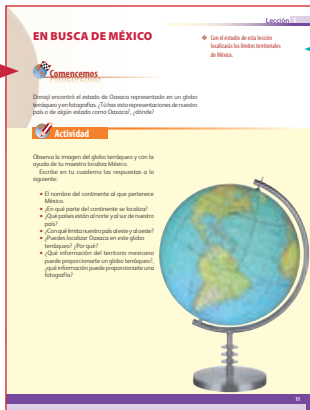 Lección
EN BUSCA DE MÉXICO
❖ Con el estudio de esta lección
localizarás los límites territoriales
de México.
Comencemos
Donají encontró el estado de Oaxaca representado en un globo
terráqueo y en fotografías. ¿Tú has visto representaciones de nuestro
país o de algún estado como Oaxaca?, ¿dónde?
Actividad
Observa la imagen del globo terráqueo y con la
ayuda de tu maestro localiza México.
Escribe en tu cuaderno las respuestas a lo
siguiente:
• El nombre del continente al que pertenece
México.
• ¿En qué parte del continente se localiza?
• ¿Qué países están al norte y al sur de nuestro
país?
• ¿Con qué limita nuestro país al este y al oeste?
• ¿Puedes localizar Oaxaca en este globo
terráqueo? ¿Por qué?
• ¿Qué información del territorio mexicano
puede proporcionarte un globo terráqueo?,
¿qué información puede proporcionarte una
fotografía?
11